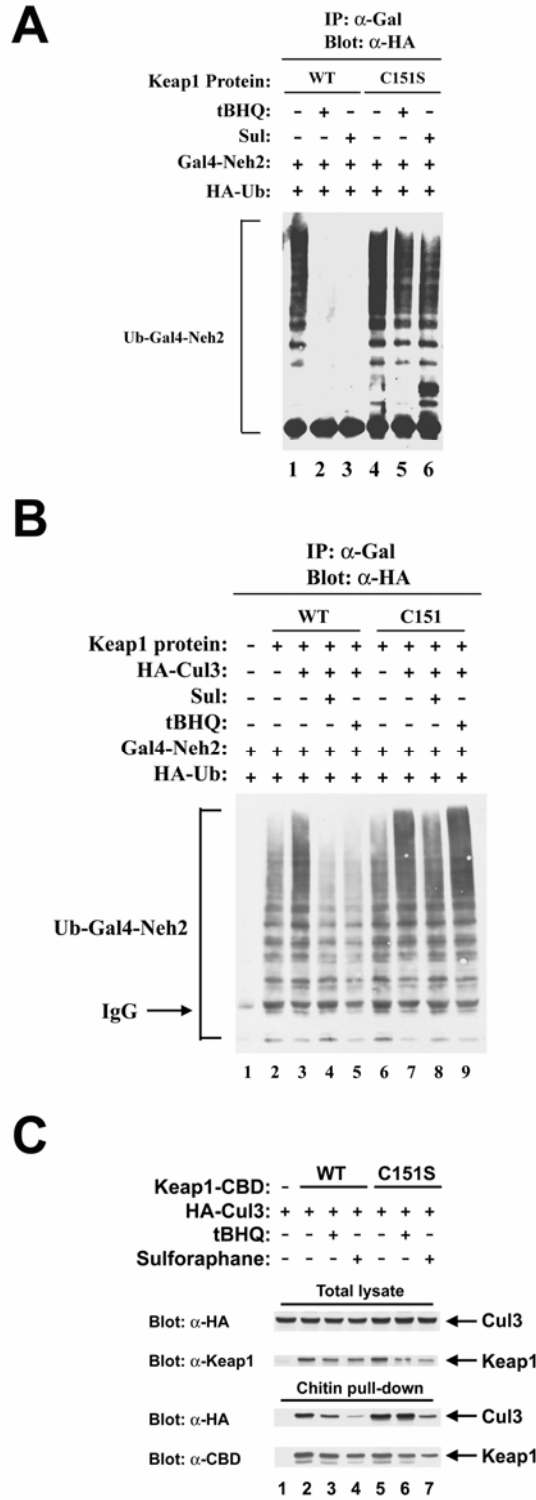 A
IP: α-Gal
Blot: α-HA
Keap1 Protein: WT C151S
tBHQ: - + - - + -
Sul: - - + - - +
Gal4-Neh2: + + + + + +
HA-Ub: + + + + + +
Ub-Gal4-Neh2
1 2 3 4 5 6
B
IP: α-Gal
Blot: α-HA
WT C151
Keap1 protein: - + + + + + + + +
HA-Cul3: - - + + + - + + +
Sul: - - - + - - - + -
tBHQ: - - - - + - - - +
Gal4-Neh2: + + + + + + + + +
HA-Ub: + + + + + + + + +
Ub-Gal4-Neh2
IgG
1 2 3 4 5 6 7 8 9
C
WT C151S
Keap1-CBD: -
HA-Cul3: + + + + + + +
tBHQ: - - + - - + -
Sulforaphane: - - - + - - +
Total lysate
Blot: α-HA Cul3
Blot: α-Keap1 Keap1
Chitin pull-down
Blot: α-HA Cul3
Blot: α-CBD Keap1
1 2 3 4 5 6 7